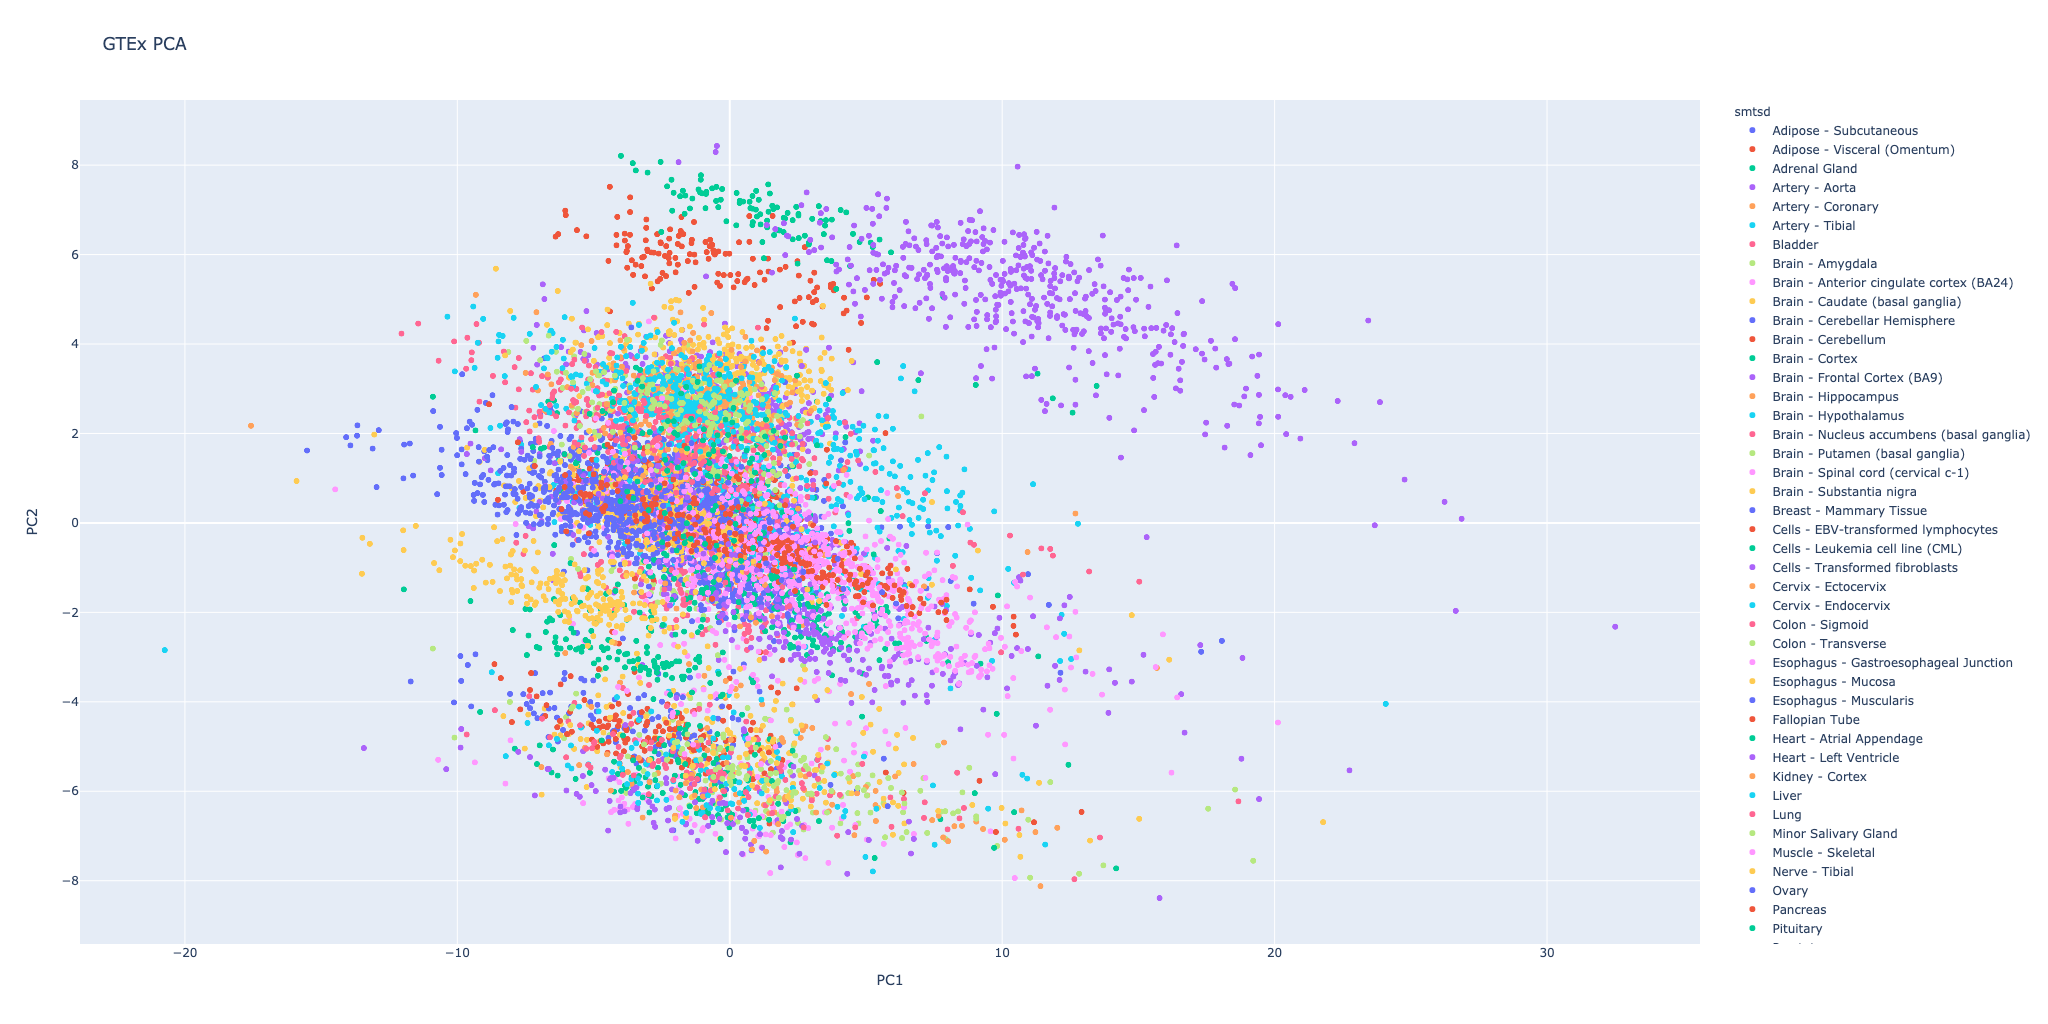 GTEx PCA
smtsd
Adipose - Subcutaneous
Adipose - Visceral (Omentum)
Adrenal Gland
Artery - Aorta
Artery - Coronary
Artery - Tibial
Bladder
Brain - Amygdala
Brain - Anterior cingulate cortex (BA24)
Brain - Caudate (basal ganglia)
Brain - Cerebellar Hemisphere
Brain - Cerebellum
Brain - Cortex
Brain - Frontal Cortex (BA9)
Brain - Hippocampus
Brain - Hypothalamus
Brain - Nucleus accumbens (basal ganglia)
Brain - Putamen (basal ganglia)
Brain - Spinal cord (cervical c-1)
Brain - Substantia nigra
Breast - Mammary Tissue
Cells - EBV-transformed lymphocytes
Cells - Leukemia cell line (CML)
Cells - Transformed fibroblasts
Cervix - Ectocervix
Cervix - Endocervix
Colon - Sigmoid
Colon - Transverse
Esophagus - Gastroesophageal Junction
Esophagus - Mucosa
Esophagus - Muscularis
Fallopian Tube
Heart - Atrial Appendage
Heart - Left Ventricle
Kidney - Cortex
Liver
Lung
Minor Salivary Gland
Muscle - Skeletal
Nerve - Tibial
Ovary
Pancreas
Pituitary
8
6
4
2
0
−2
−4
−6
−8
PC2
−20
−10
0
10
20
30
PC1